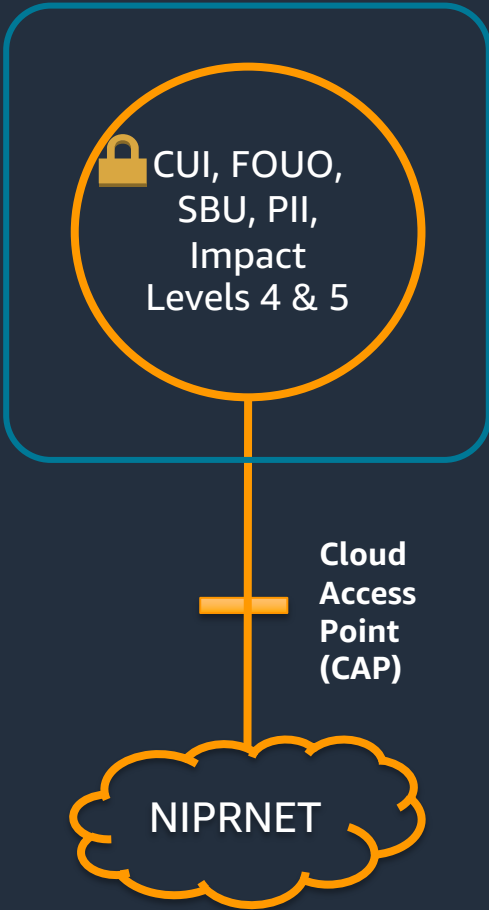 CUI, FOUO,
SBU, PII,
Impact
Levels 4 & 5
Cloud
Access
Point
(CAP)
NIPRNET